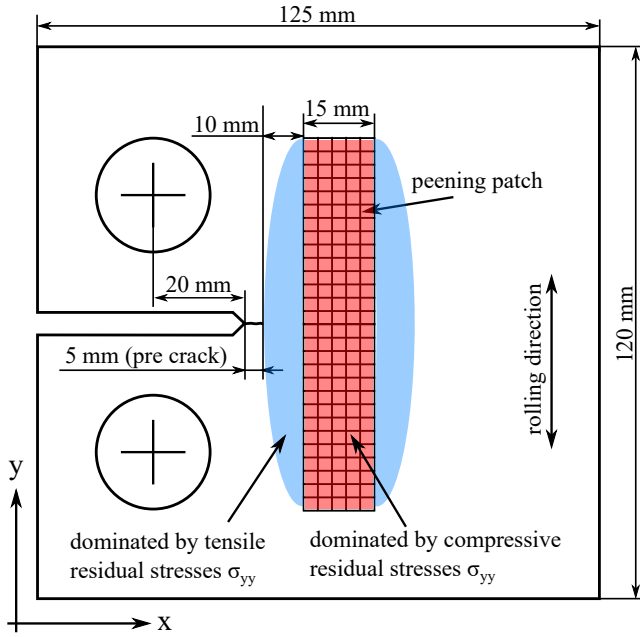 125 mm
15 mm
10 mm
peening patch
20 mm
5 mm (pre crack)
rolling direction
120 mm
dominated by tensile
residual stresses σyy
dominated by compressive
residual stresses σyy
y
x